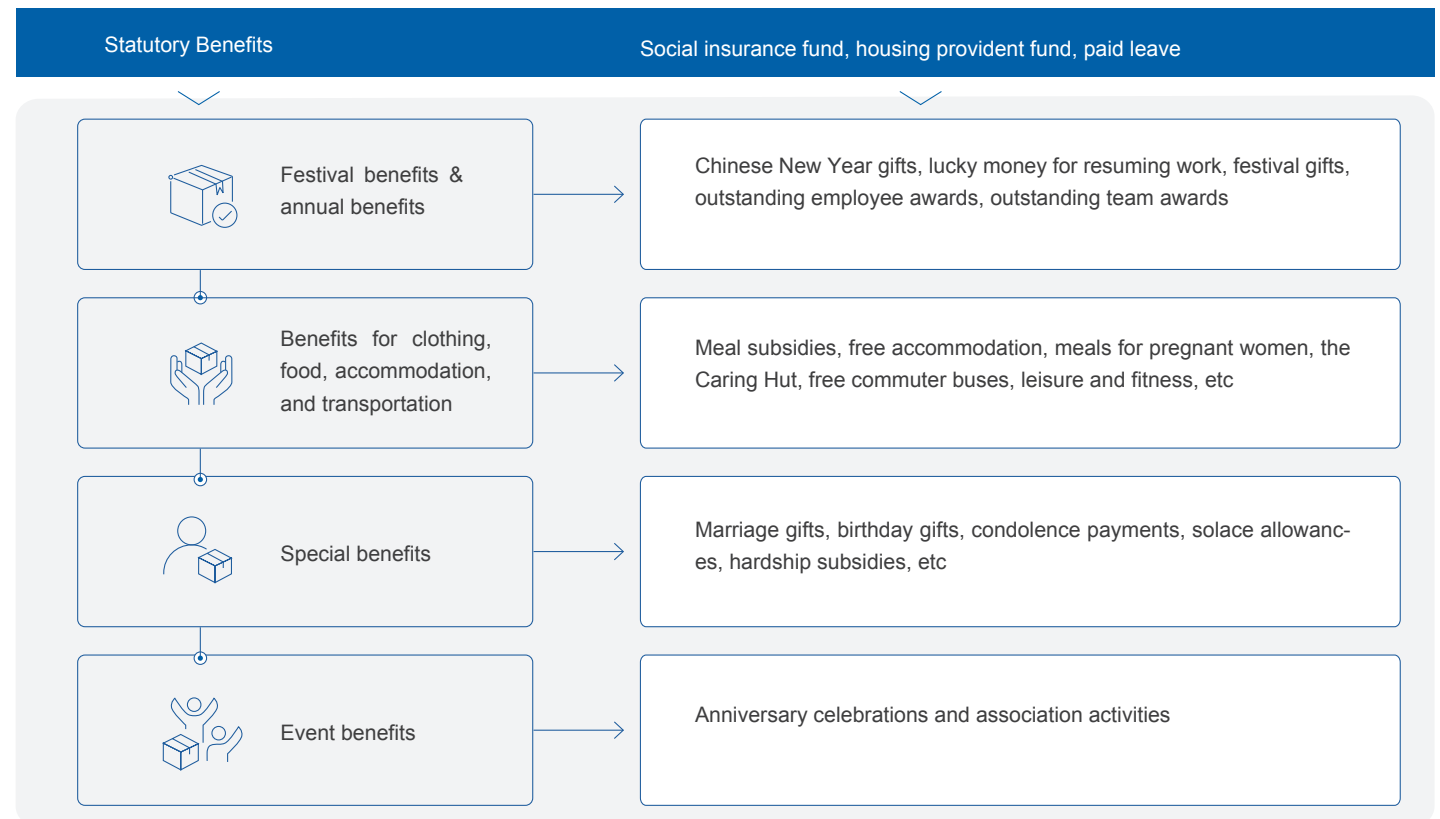 Statutory Benefits
Social insurance fund, housing provident fund, paid leave
Festival benefits &
annual benefits
Chinese New Year gifts, lucky money for resuming work, festival gifts,
outstanding employee awards, outstanding team awards
Benefits for clothing,
food, accommodation,
and transportation
Meal subsidies, free accommodation, meals for pregnant women, the
Caring Hut, free commuter buses, leisure and fitness, etc
Special benefits
Marriage gifts, birthday gifts, condolence payments, solace allowanc-
es, hardship subsidies, etc
Event benefits
Anniversary celebrations and association activities